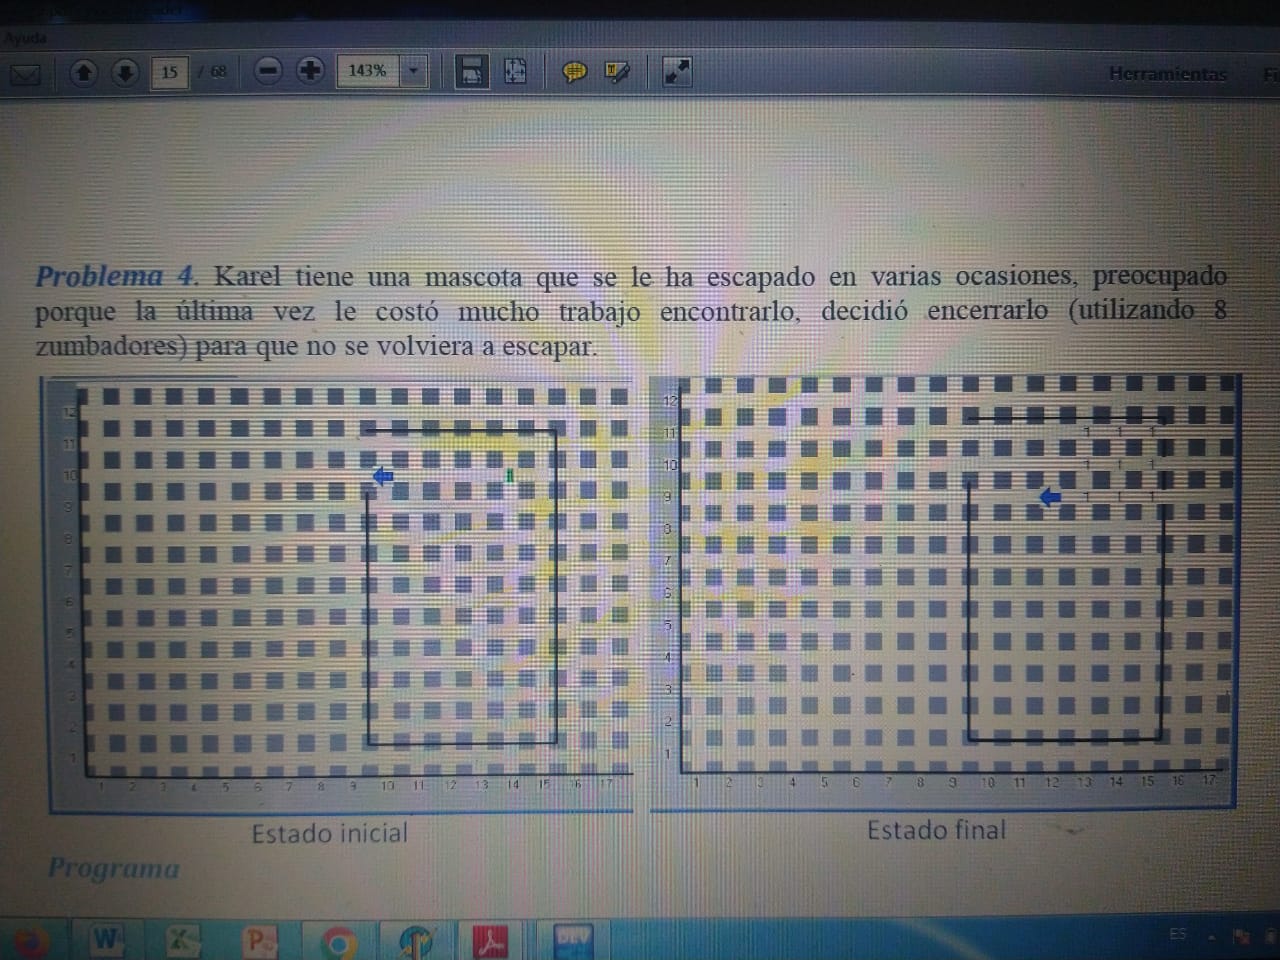 Ayuda
15 / 68 143% Herramientas
Problema 4. Karel tiene una mascota que se le ha escapado en varias ocasiones, preocupado
porque la última vez le costó mucho trabajo encontrarlo, decidió encerrarlo (utilizando 8
zumbadores) para que no se volviera a escapar.
12
11
10
9
8
7
6
5
4
3
2
1
1 2 3 4 5 6 7 8 9 10 11 12 13 14 15 16 17
12
11 1 1 1
10 1 1 1
9 1 1 1
8
7
6
5
4
3
2
1
1 2 3 4 5 6 7 8 9 10 11 12 13 14 15 16 17
Estado inicial
Estado final
Programa
W X P DEV
ES